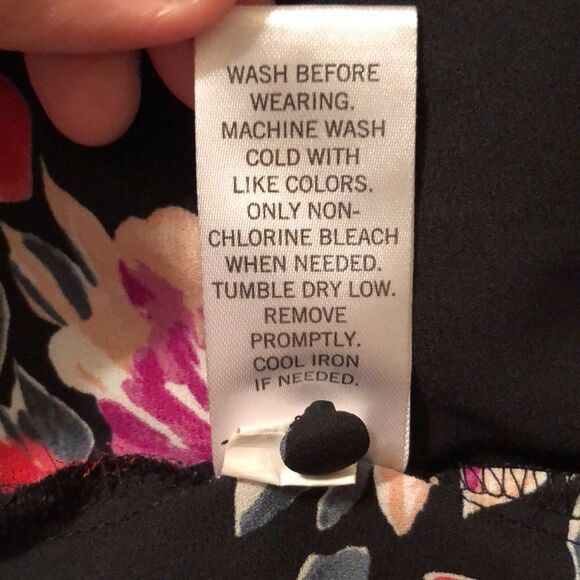 WASH BEFORE
WEARING.
MACHINE WASH
COLD WITH
LIKE COLORS.
ONLY NON-
CHLORINE BLEACH
WHEN NEEDED.
TUMBLE DRY LOW.
REMOVE
PROMPTLY.
COOL IRON
IF NEEDED.